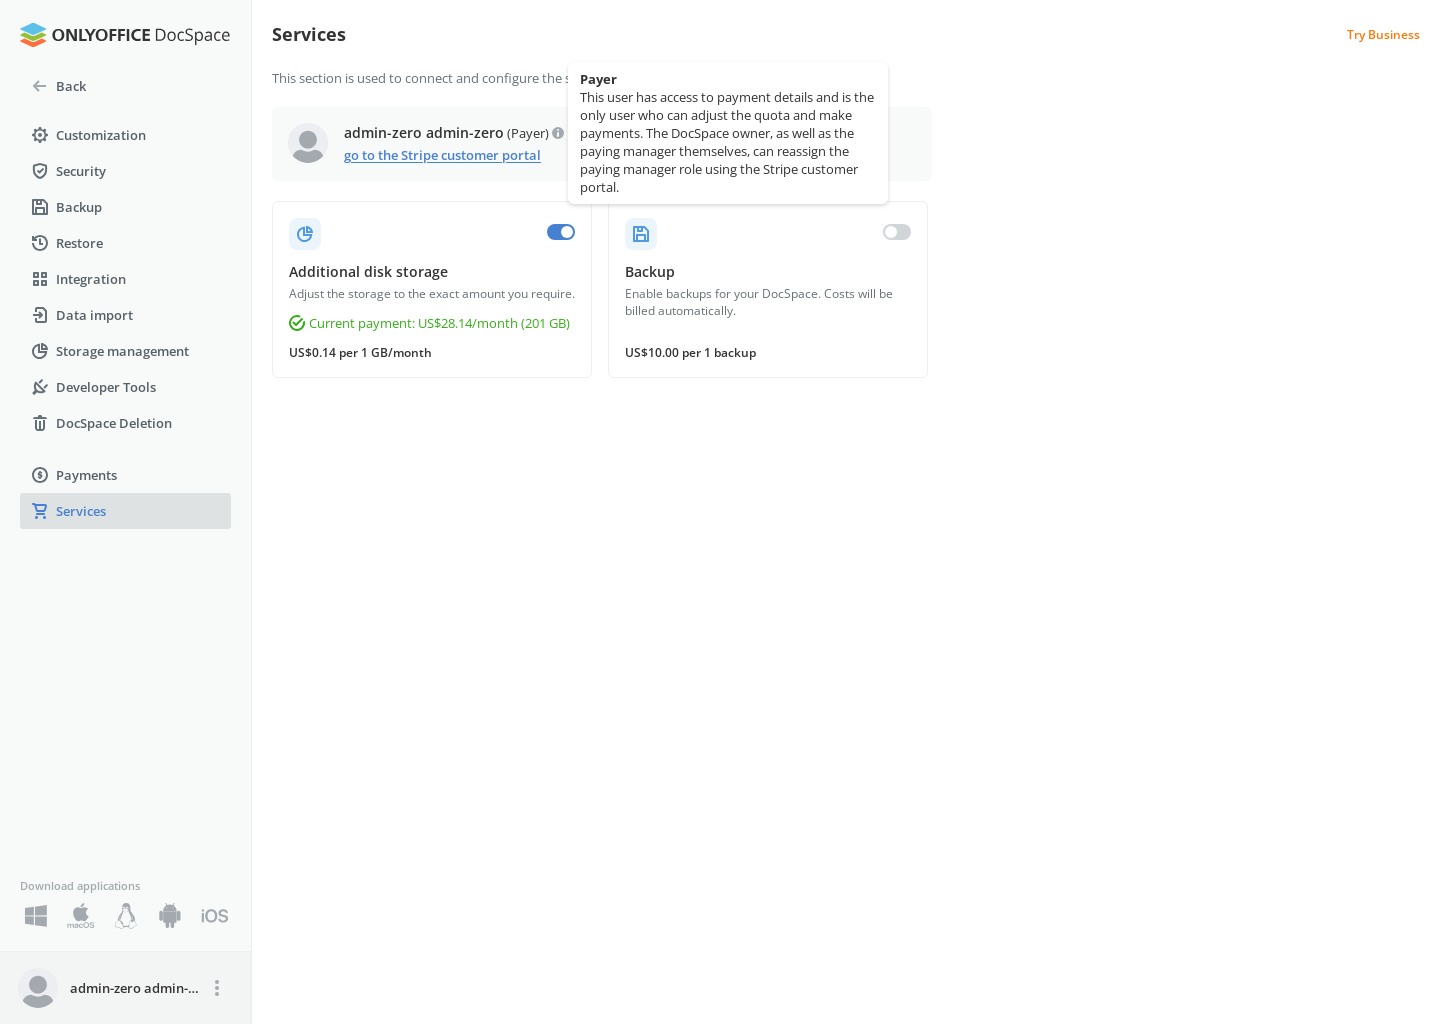 ONLYOFFICE DocSpace
Back
Customization
Security
Backup
Restore
Integration
Data import
Storage management
Developer Tools
DocSpace Deletion
Payments
Services
Download applications
macOS
iOS
admin-zero admin-...
Services
Try Business
This section is used to connect and configure the
Payer
This user has access to payment details and is the
only user who can adjust the quota and make
payments. The DocSpace owner, as well as the
paying manager themselves, can reassign the
paying manager role using the Stripe customer
portal.
admin-zero admin-zero (Payer)
go to the Stripe customer portal
Additional disk storage
Adjust the storage to the exact amount you require.
Current payment: US$28.14/month (201 GB)
US$0.14 per 1 GB/month
Backup
Enable backups for your DocSpace. Costs will be
billed automatically.
US$10.00 per 1 backup